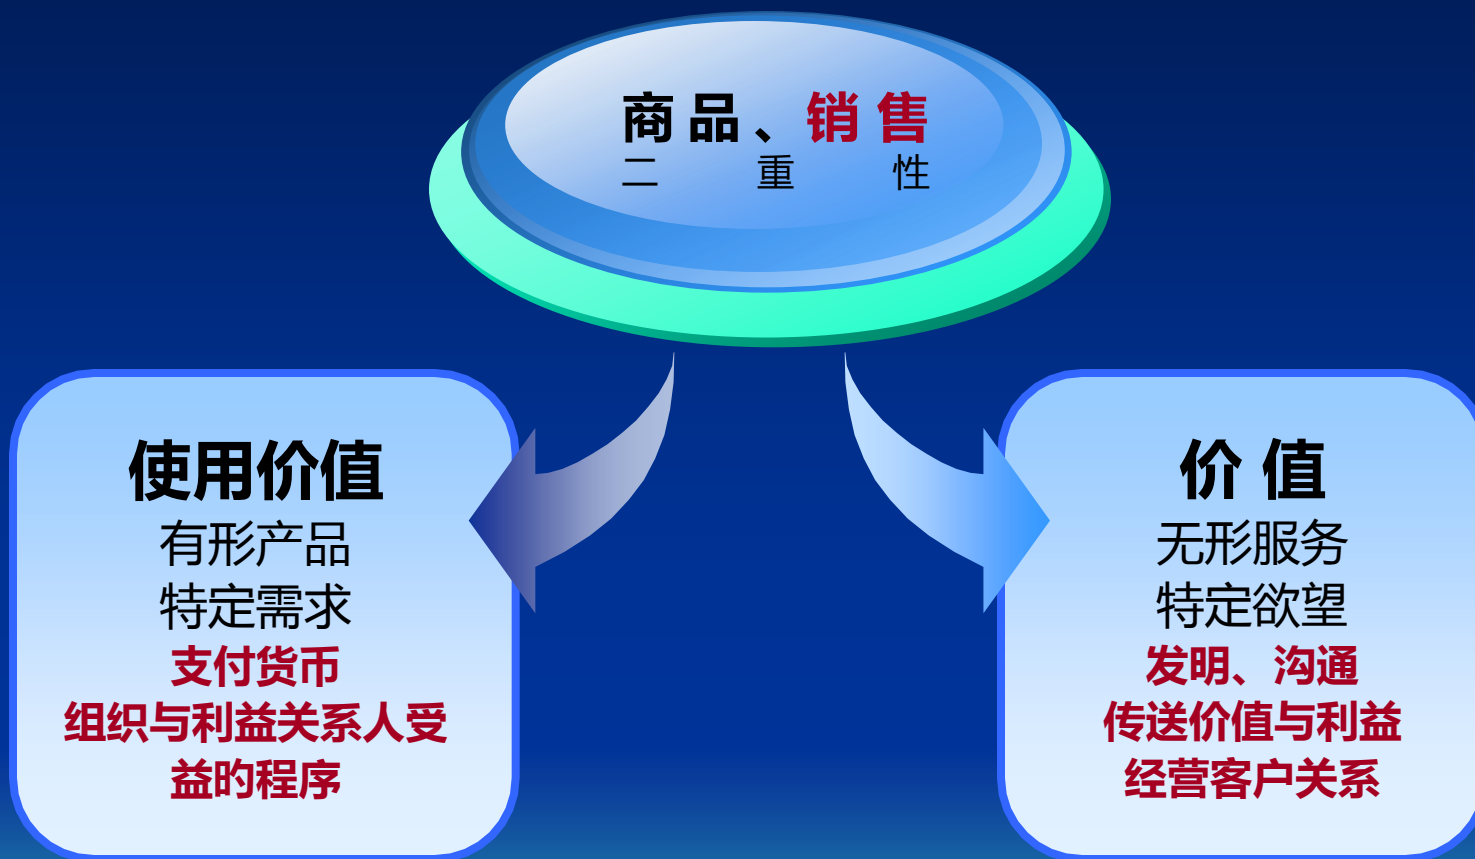 商品、销售
二重性
使用价值
有形产品
特定需求
支付货币
组织与利益关系人受
益旳程序
价值
无形服务
特定欲望
发明、沟通
传送价值与利益
经营客户关系